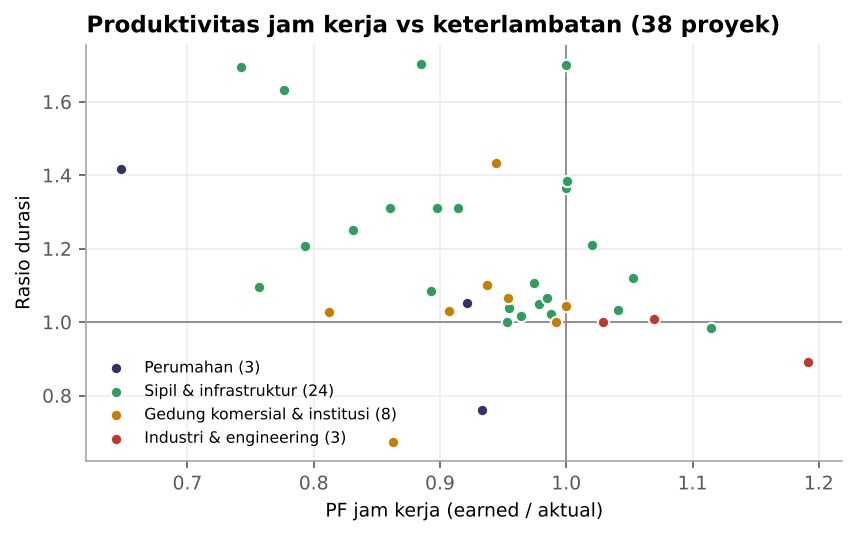 Produktivitas jam kerja vs keterlambatan (38 proyek)
Rasio durasi
1.6
1.4
1.2
1.0
0.8
Perumahan (3)
Sipil & infrastruktur (24)
Gedung komersial & institusi (8)
Industri & engineering (3)
0.7 0.8 0.9 1.0 1.1 1.2
PF jam kerja (earned / aktual)